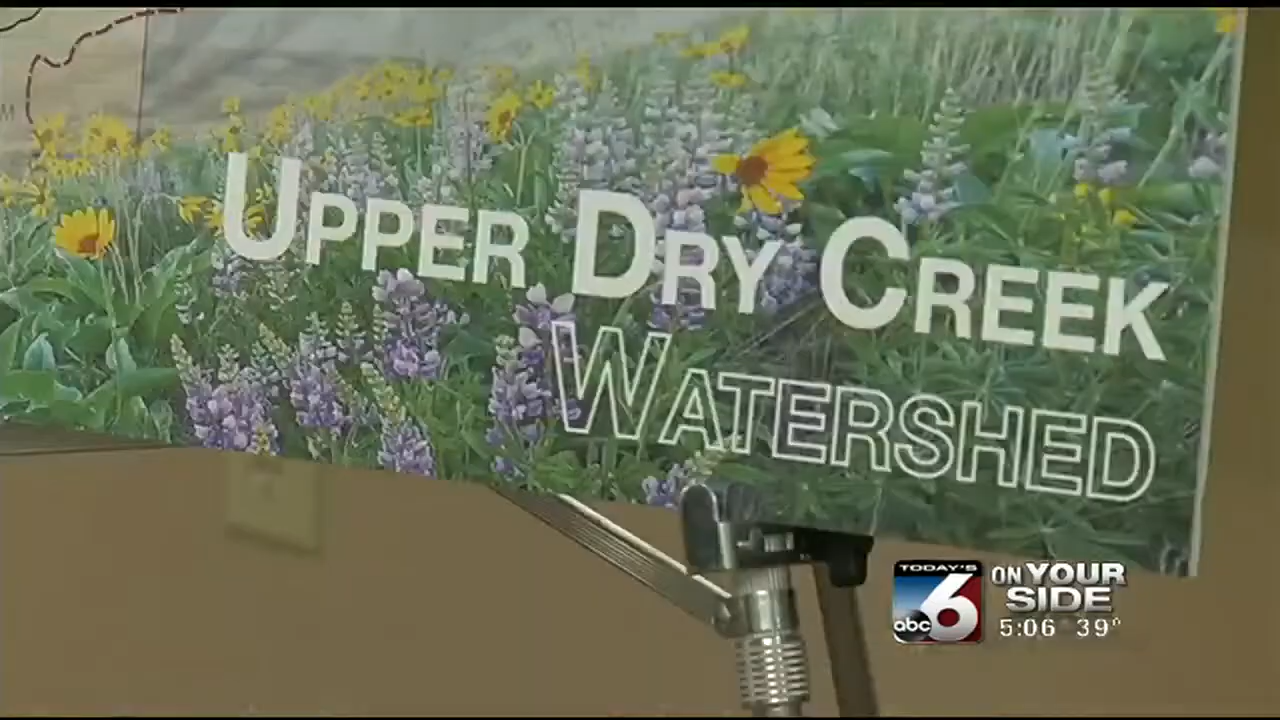 UPPER DRY CREEK
WATERSHED
TODAY'S
abc 6
ON YOUR
SIDE
5:06 39°